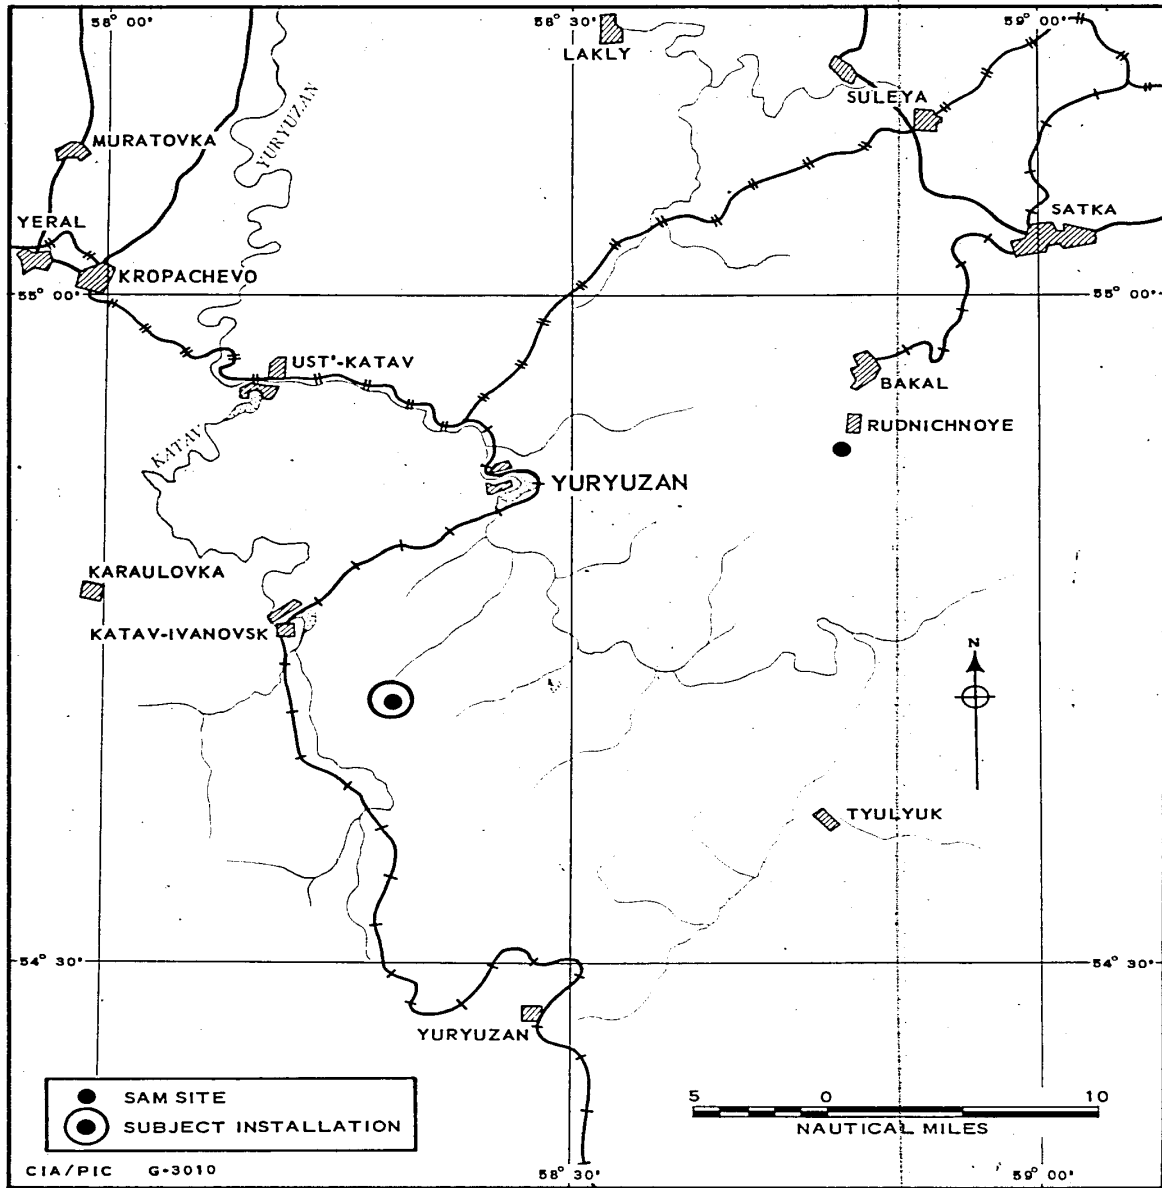 58° 00'
58° 30'
59° 00'
LAKLY
YURYUZAN
SULEYA
MURATOVKA
YERAL
SATKA
KROPACHEVO
55° 00'
55° 00'
UST'-KATAV
BAKAL
RUDNICHNOYE
KATAV
YURYUZAN
KARAULOVKA
KATAV-IVANOVSK
N
TYULYUK
54° 30'
54° 30'
YURYUZAN
SAM SITE
SUBJECT INSTALLATION
5 0 10
NAUTICAL MILES
CIA/PIC G-3010
58° 30'
59° 00'